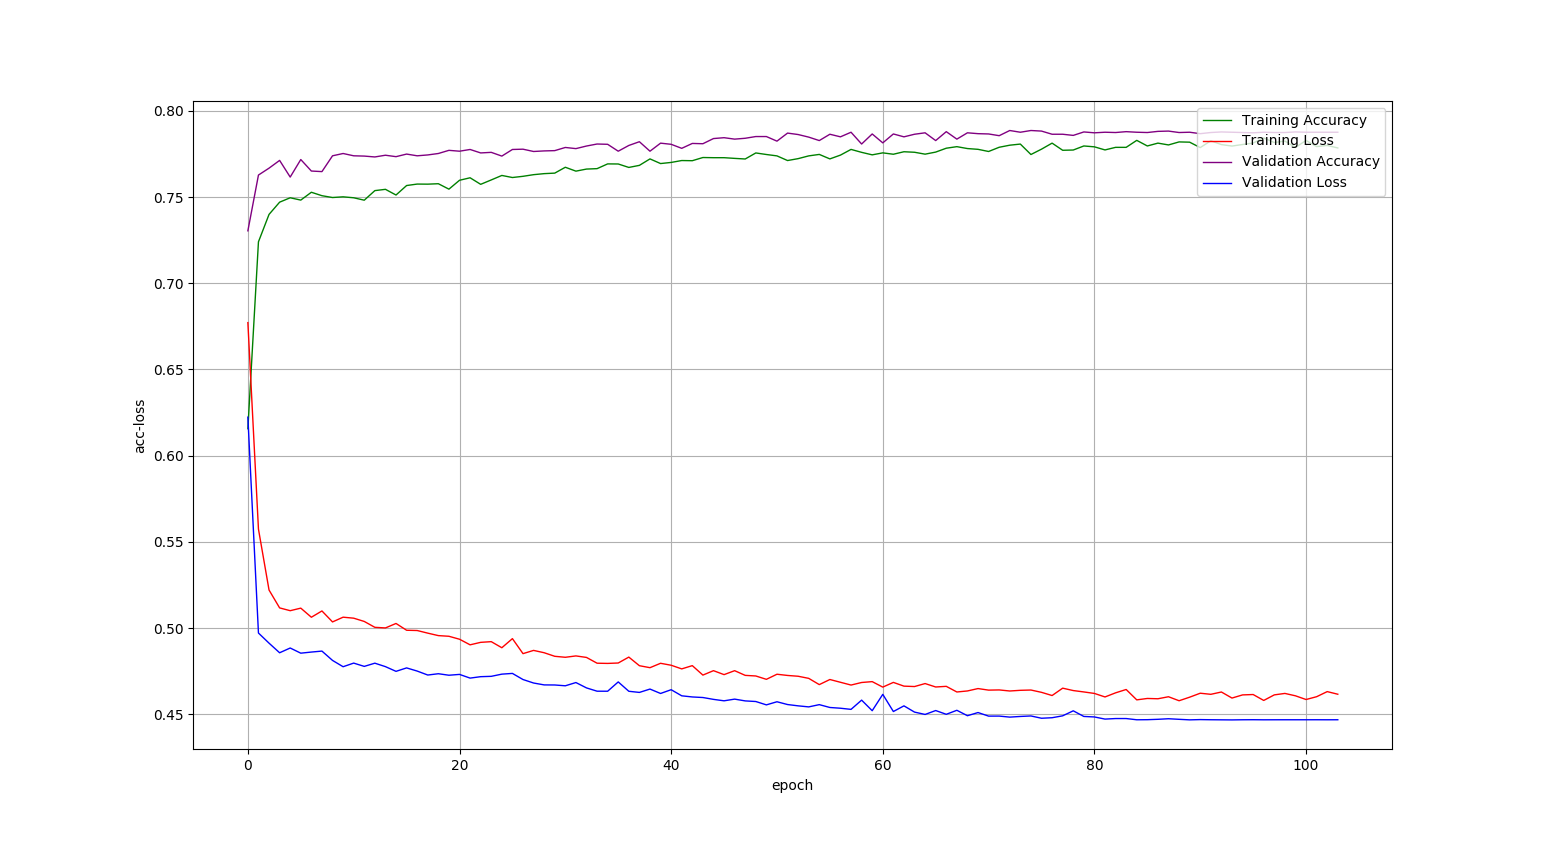 0.80
0.75
0.70
0.65
0.60
0.55
0.50
0.45
acc-loss
Training Accuracy
Training Loss
Validation Accuracy
Validation Loss
0 20 40 60 80 100
epoch